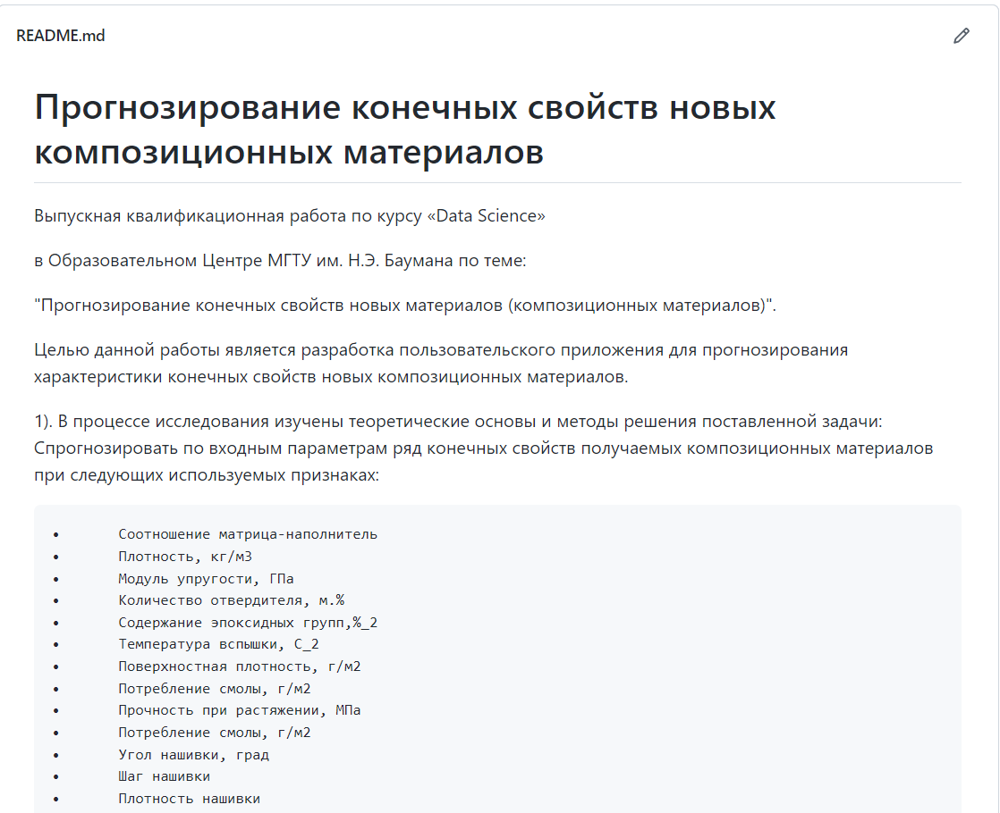 README.md
Прогнозирование конечных свойств новых
композиционных материалов
Выпускная квалификационная работа по курсу «Data Science»
в Образовательном Центре МГТУ им. Н.Э. Баумана по теме:
"Прогнозирование конечных свойств новых материалов (композиционных материалов)".
Целью данной работы является разработка пользовательского приложения для прогнозирования
характеристики конечных свойств новых композиционных материалов.
1). В процессе исследования изучены теоретические основы и методы решения поставленной задачи:
Спрогнозировать по входным параметрам ряд конечных свойств получаемых композиционных материалов
при следующих используемых признаках:
• Соотношение матрица-наполнитель
• Плотность, кг/м3
• Модуль упругости, ГПа
• Количество отвердителя, м.%
• Содержание эпоксидных групп,%_2
• Температура вспышки, С_2
• Поверхностная плотность, г/м2
• Потребление смолы, г/м2
• Прочность при растяжении, МПа
• Потребление смолы, г/м2
• Угол нашивки, град
• Шаг нашивки
• Плотность нашивки